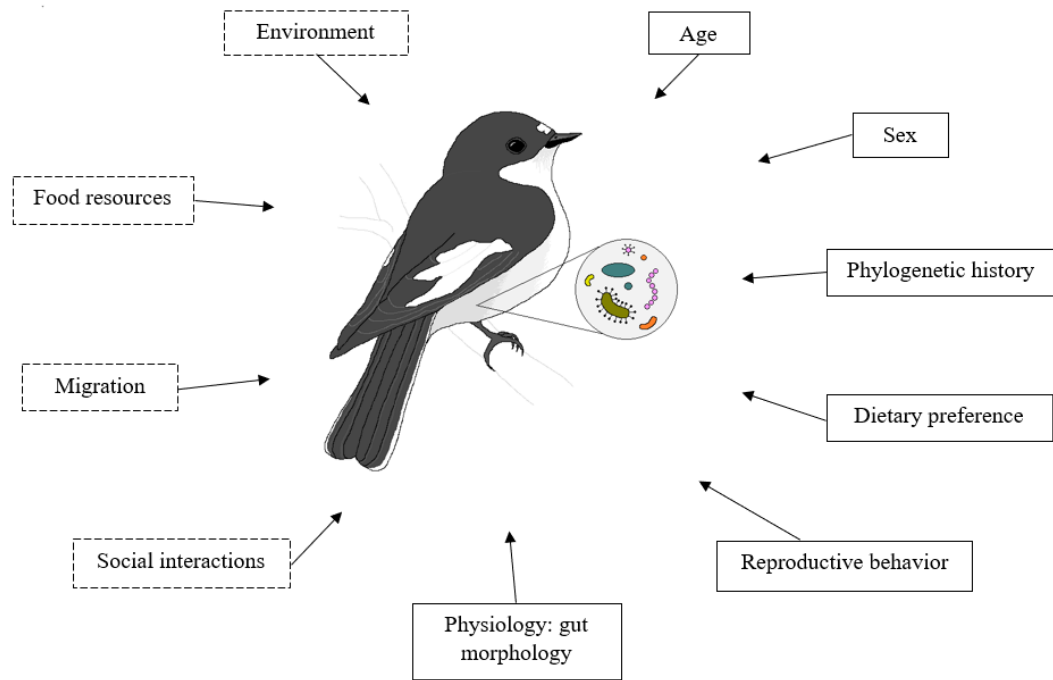 Environment
Age
Sex
Food resources
Phylogenetic history
Migration
Dietary preference
Social interactions
Reproductive behavior
Physiology: gut
morphology